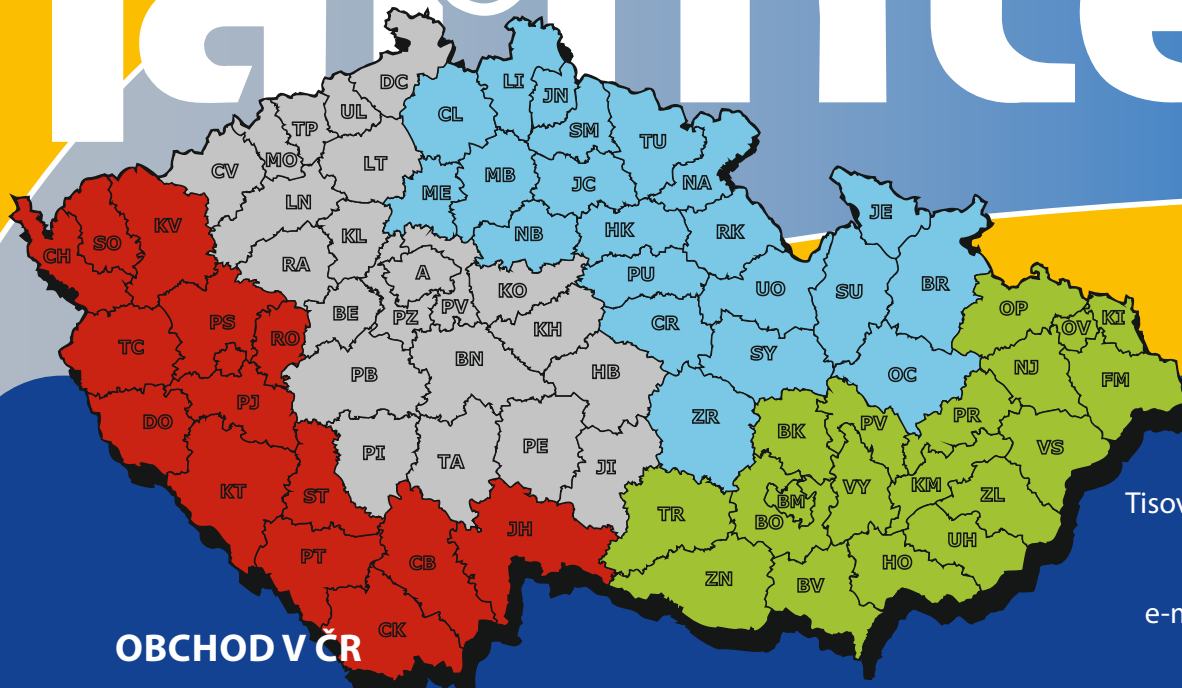 DC
LI
JN
UL
CL
TP
SM
TU
MO
LT
CV
MB
JC
NA
ME
LN
JE
KV
KL
NB
HK
RK
SO
CH
RA
A
PU
UO
SU
BR
KO
BE
PZ
PV
OP
KI
OV
PS
CR
KH
RO
TC
SY
BN
HB
OC
NJ
PB
FM
PJ
ZR
DO
BK
PV
PR
PI
TA
PE
JI
VS
KT
ST
VY
KM
ZL
BM
TR
BO
Tisov
JH
UH
PT
CB
HO
ZN
BV
e-m
CK
OBCHOD V ČR